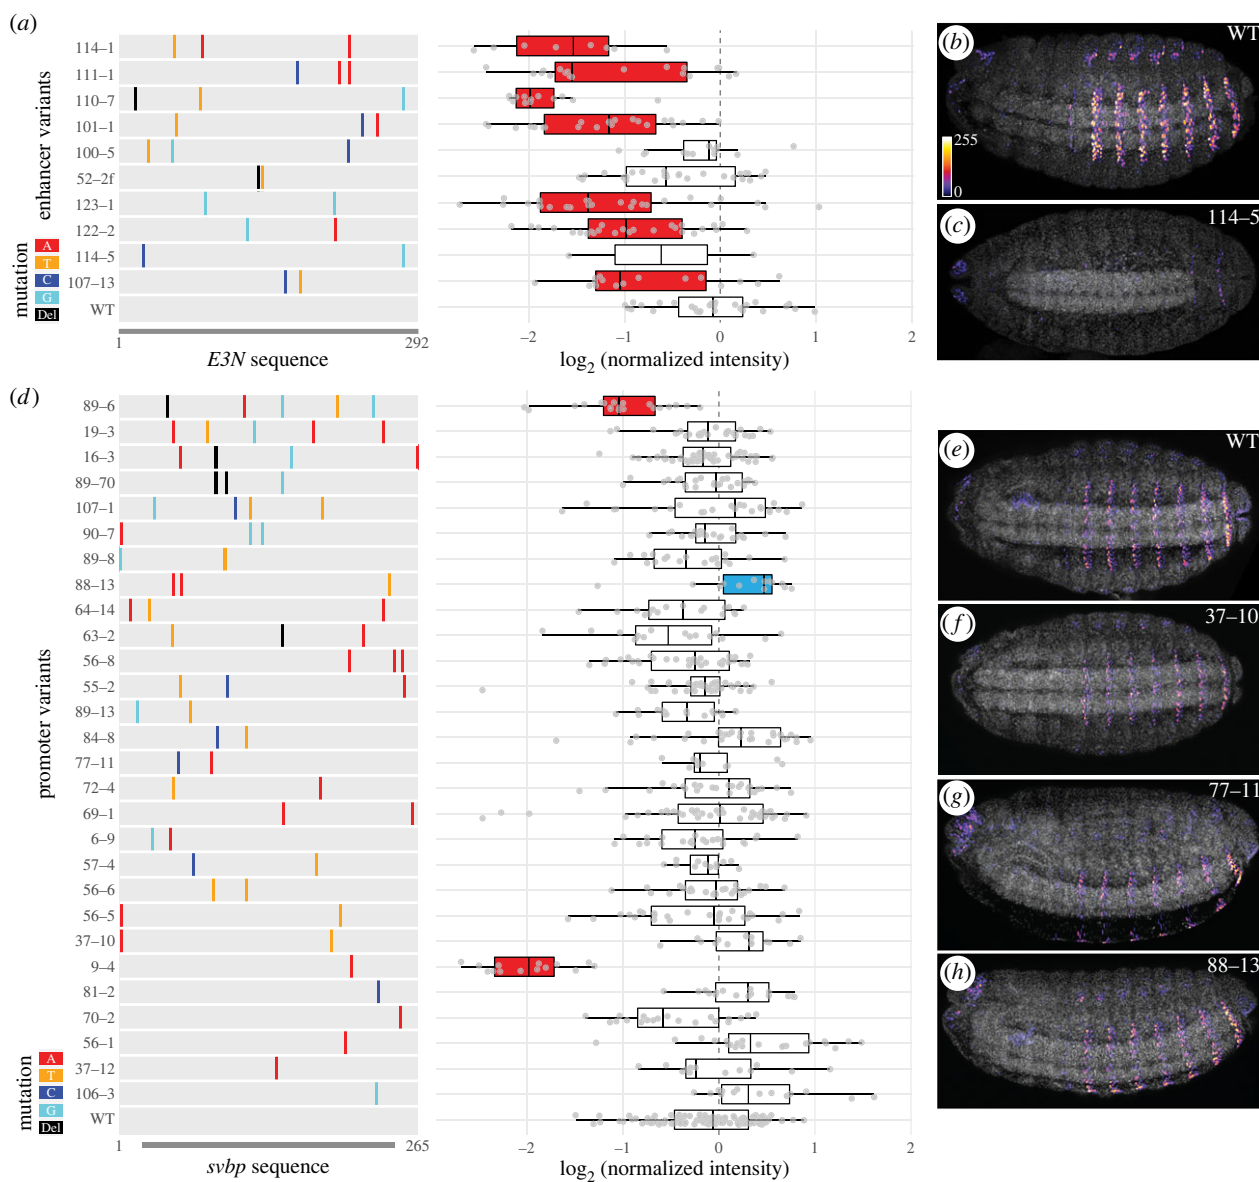 (a)
enhancer variants
114–1
111–1
110–7
101–1
100–5
52–2f
123–1
122–2
114–5
107–13
WT
mutation
A
T
C
G
Del
1
292
E3N sequence
–2
–1
0
1
2
log2 (normalized intensity)
(b)
WT
255
0
(c)
114–5
(d)
promoter variants
89–6
19–3
16–3
89–70
107–1
90–7
89–8
88–13
64–14
63–2
56–8
55–2
89–13
84–8
77–11
72–4
69–1
6–9
57–4
56–6
56–5
37–10
9–4
81–2
70–2
56–1
37–12
106–3
WT
mutation
A
T
C
G
Del
1
265
svbp sequence
–2
–1
0
1
2
log2 (normalized intensity)
(e)
WT
(f)
37–10
(g)
77–11
(h)
88–13